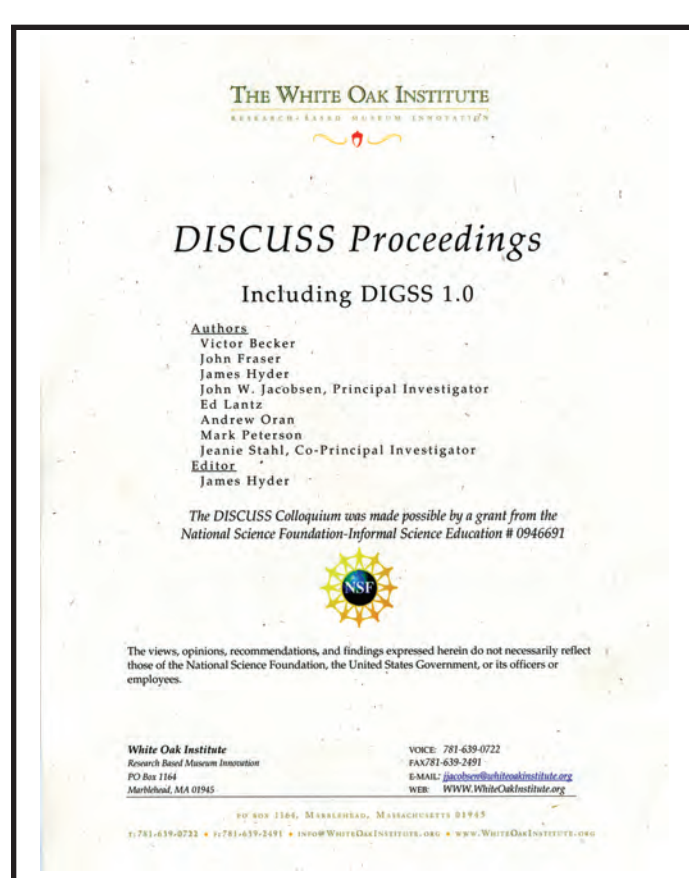 THE WHITE OAK INSTITUTE
RESEARCH-BASED MUSEUM INNOVATION
DISCUSS Proceedings
Including DIGSS 1.0
Authors
Victor Becker
John Fraser
James Hyder
John W. Jacobsen, Principal Investigator
Ed Lantz
Andrew Oran
Mark Peterson
Jeanie Stahl, Co-Principal Investigator
Editor
James Hyder
The DISCUSS Colloquium was made possible by a grant from the
National Science Foundation-Informal Science Education # 0946691
NSF
The views, opinions, recommendations, and findings expressed herein do not necessarily reflect
those of the National Science Foundation, the United States Government, or its officers or
employees.
White Oak Institute VOICE: 781-639-0722
Research Based Museum Innovation FAX781-639-2491
PO Box 1164 E-MAIL: jjacobsen@whiteoakinstitute.org
Marblehead, MA 01945 WEB: WWW.WhiteOakInstitute.org
PO BOX 1164, MARBLEHEAD, MASSACHUSETTS 01945
T:781-639-0722 • F:781-639-2491 • INFO@WHITEOAKINSTITUTE.ORG • WWW.WHITEOAKINSTITUTE.ORG